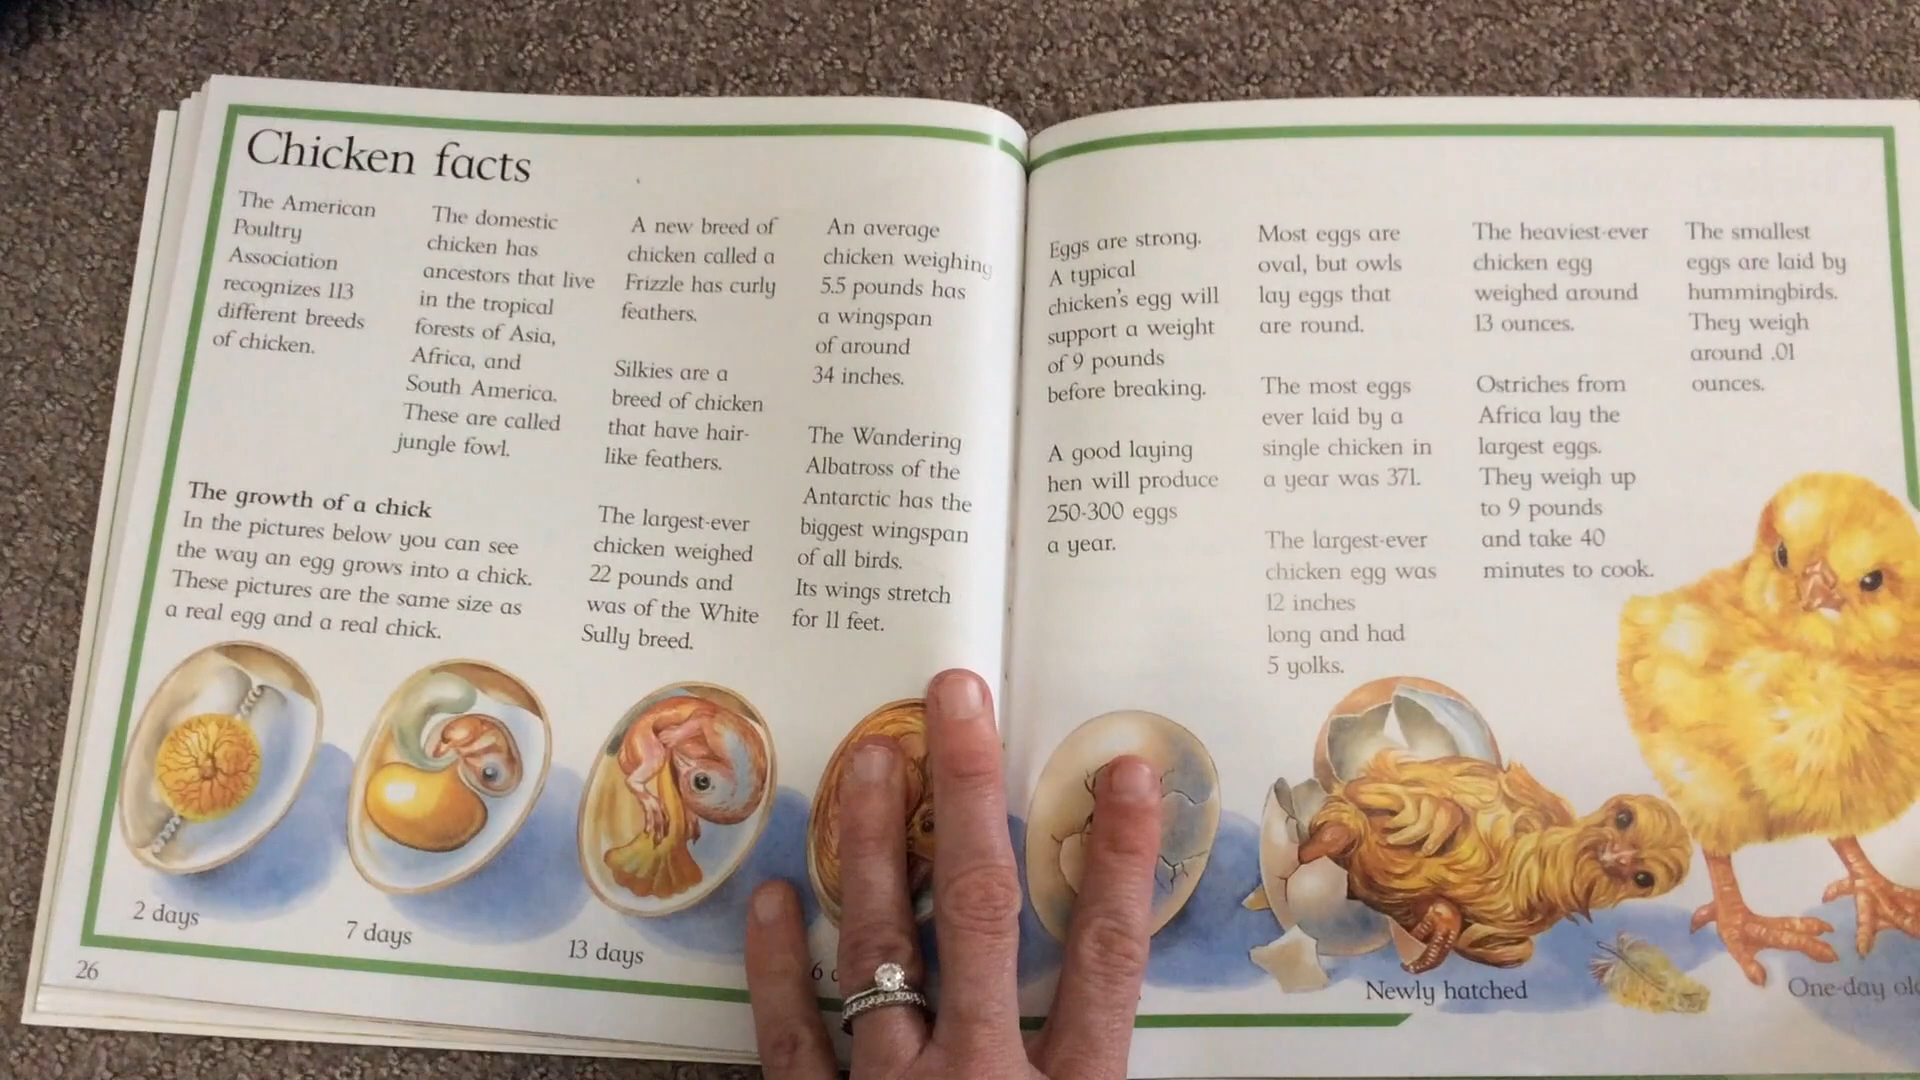 Chicken facts
The American
Poultry
Association
recognizes 113
different breeds
of chicken.
The domestic
chicken has
ancestors that live
in the tropical
forests of Asia,
Africa, and
South America.
These are called
jungle fowl.
The growth of a chick
In the pictures below you can see
the way an egg grows into a chick.
These pictures are the same size as
a real egg and a real chick.
A new breed of
chicken called a
Frizzle has curly
feathers.
Silkies are a
breed of chicken
that have hair-
like feathers.
The largest-ever
chicken weighed
22 pounds and
was of the White
Sully breed.
An average
chicken weighing
5.5 pounds has
a wingspan
of around
34 inches.
The Wandering
Albatross of the
Antarctic has the
biggest wingspan
of all birds.
Its wings stretch
for 11 feet.
2 days
7 days
13 days
26
Eggs are strong.
A typical
chicken's egg will
support a weight
of 9 pounds
before breaking.
A good laying
hen will produce
250-300 eggs
a year.
Most eggs are
oval, but owls
lay eggs that
are round.
The most eggs
ever laid by a
single chicken in
a year was 371.
The largest-ever
chicken egg was
12 inches
long and had
5 yolks.
The heaviest-ever
chicken egg
weighed around
13 ounces.
Ostriches from
Africa lay the
largest eggs.
They weigh up
to 9 pounds
and take 40
minutes to cook.
The smallest
eggs are laid by
hummingbirds.
They weigh
around .01
ounces.
Newly hatched
One-day old